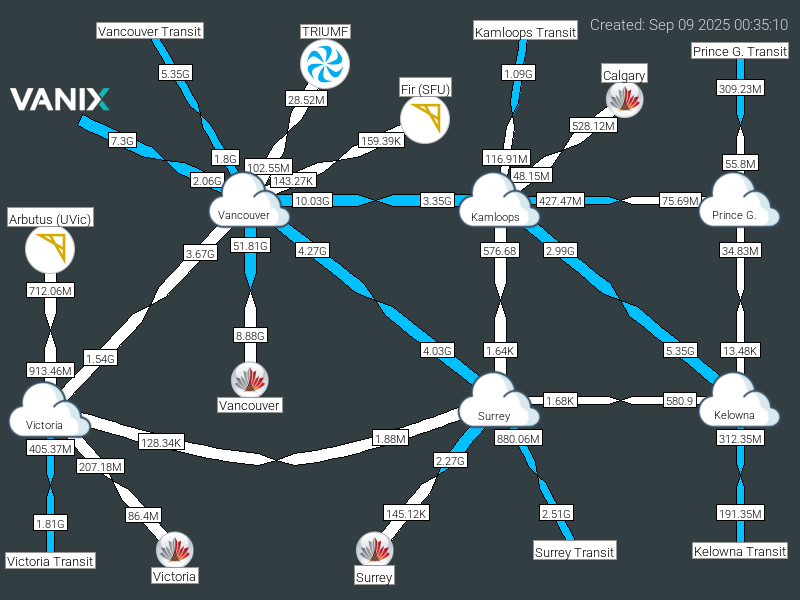 Created: Sep 09 2025 00:35:10
Vancouver Transit
TRIUMF
Kamloops Transit
Prince G. Transit
5.35G
1.09G
Calgary
Fir (SFU)
309.23M
VANIX
28.52M
528.12M
7.3G
159.39K
1.8G
102.55M
116.91M
55.8M
2.06G
143.27K
48.15M
10.03G
3.35G
427.47M
75.69M
Vancouver
Kamloops
Prince G.
Arbutus (UVic)
3.67G
51.81G
4.27G
576.68
2.99G
34.83M
712.06M
8.88G
1.54G
4.03G
1.64K
5.35G
13.48K
913.46M
Vancouver
1.68K
580.9
Victoria
Surrey
Kelowna
405.37M
128.34K
1.88M
880.06M
312.35M
207.18M
2.27G
1.81G
86.4M
145.12K
2.51G
191.35M
Victoria Transit
Victoria
Surrey
Surrey Transit
Kelowna Transit